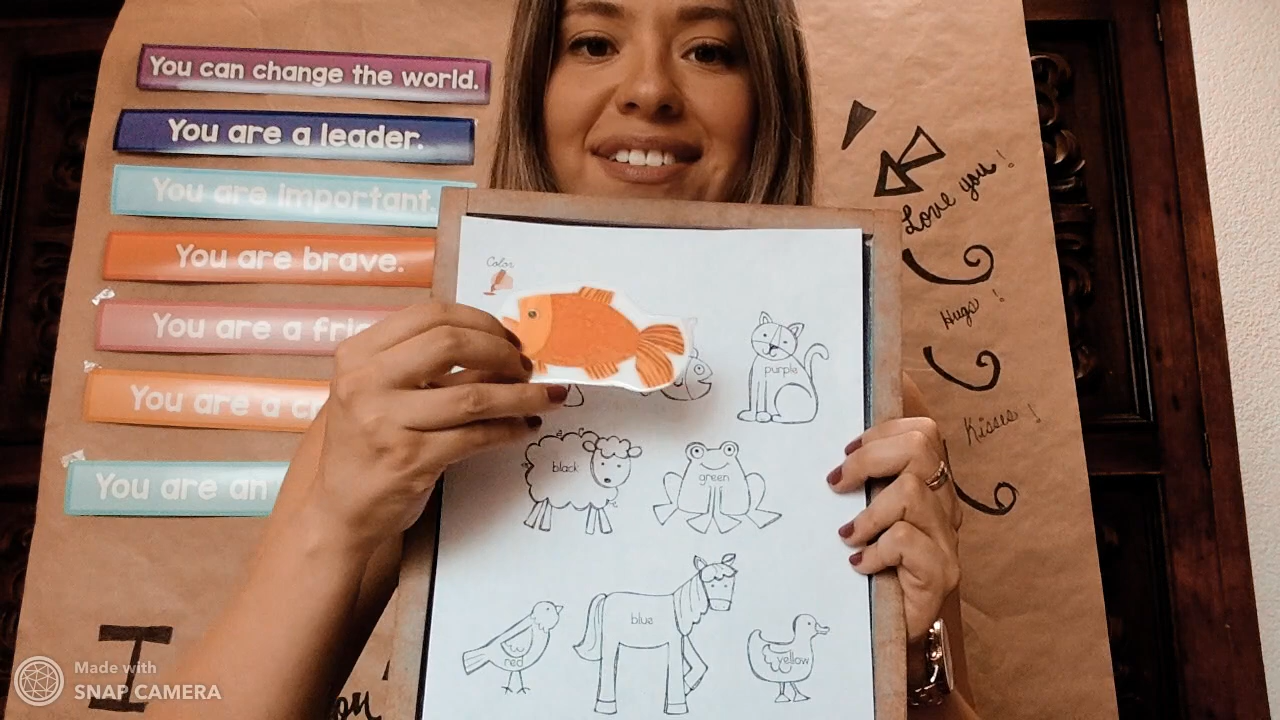 You can change the world.
You are a leader.
You are important.
You are brave.
You are a
You are a
You are an
Love you!
Hugs!
Kisses!
Color
purple
black
green
blue
red
yellow
I
Made with
SNAP CAMERA